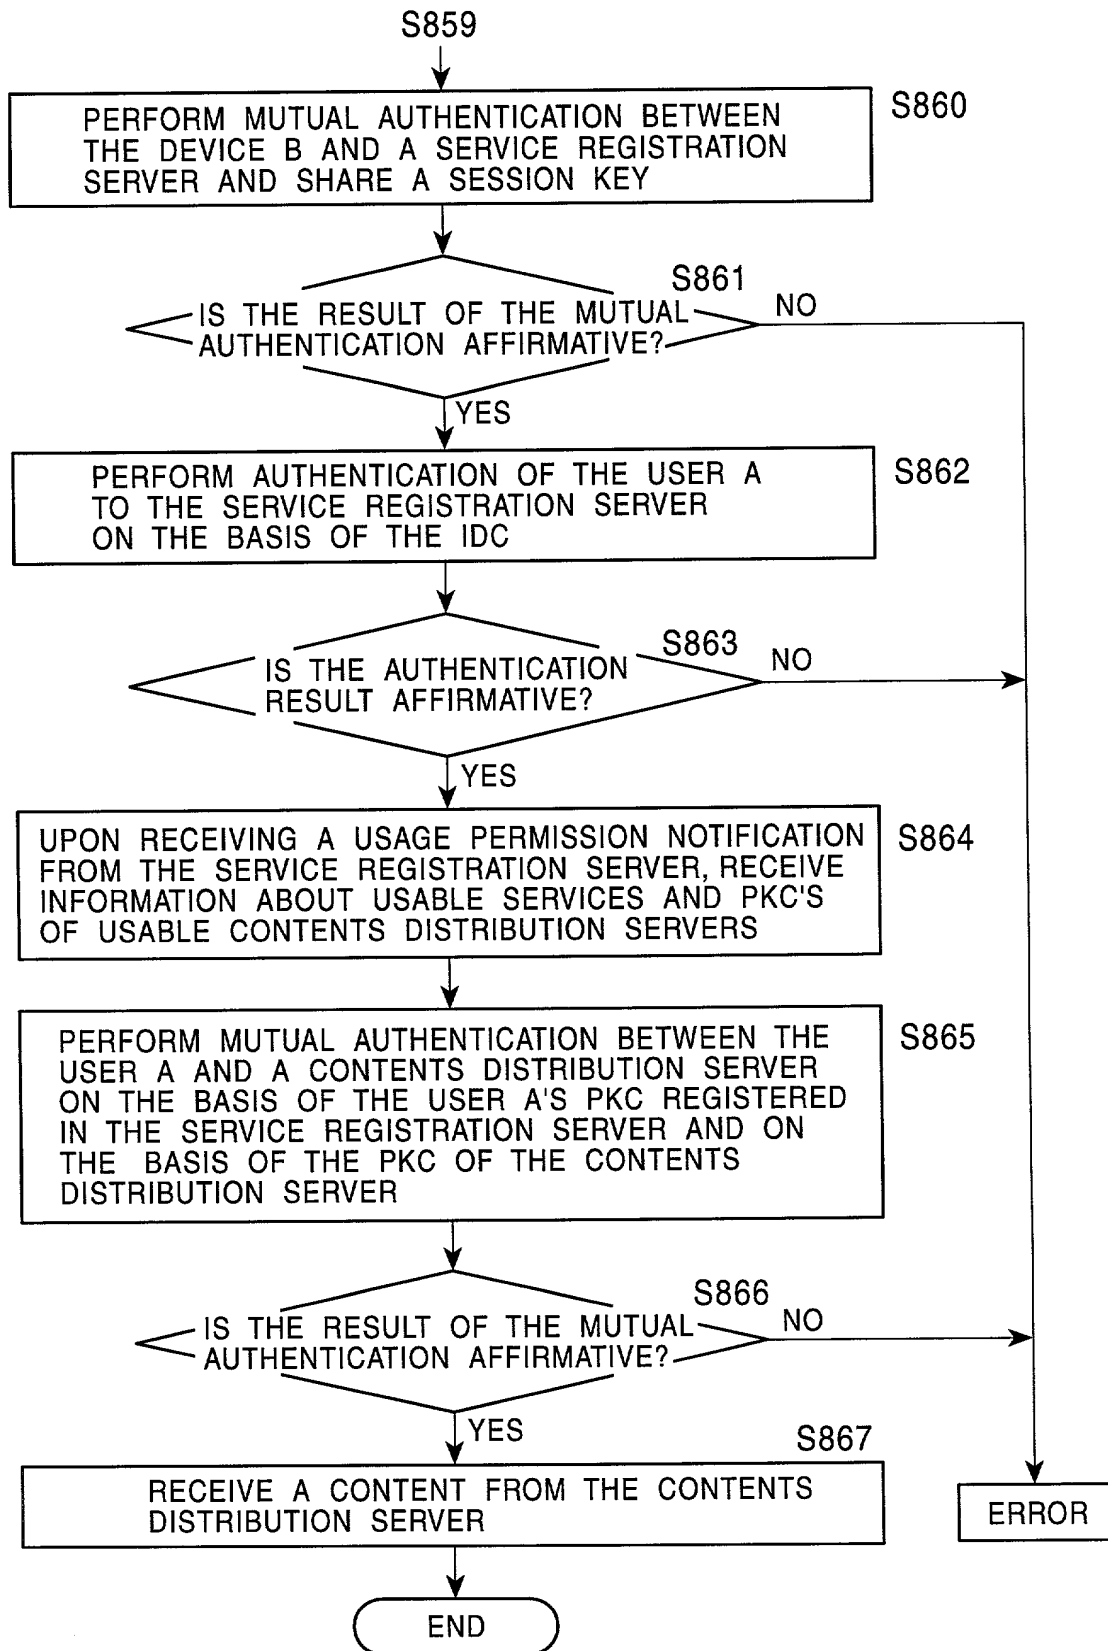 S859
PERFORM MUTUAL AUTHENTICATION BETWEEN
THE DEVICE B AND A SERVICE REGISTRATION
SERVER AND SHARE A SESSION KEY
S860
S861
IS THE RESULT OF THE MUTUAL
AUTHENTICATION AFFIRMATIVE?
NO
YES
PERFORM AUTHENTICATION OF THE USER A
TO THE SERVICE REGISTRATION SERVER
ON THE BASIS OF THE IDC
S862
S863
IS THE AUTHENTICATION
RESULT AFFIRMATIVE?
NO
YES
UPON RECEIVING A USAGE PERMISSION NOTIFICATION
FROM THE SERVICE REGISTRATION SERVER, RECEIVE
INFORMATION ABOUT USABLE SERVICES AND PKC'S
OF USABLE CONTENTS DISTRIBUTION SERVERS
S864
PERFORM MUTUAL AUTHENTICATION BETWEEN THE
USER A AND A CONTENTS DISTRIBUTION SERVER
ON THE BASIS OF THE USER A'S PKC REGISTERED
IN THE SERVICE REGISTRATION SERVER AND ON
THE BASIS OF THE PKC OF THE CONTENTS
DISTRIBUTION SERVER
S865
S866
IS THE RESULT OF THE MUTUAL
AUTHENTICATION AFFIRMATIVE?
NO
YES
S867
RECEIVE A CONTENT FROM THE CONTENTS
DISTRIBUTION SERVER
ERROR
END